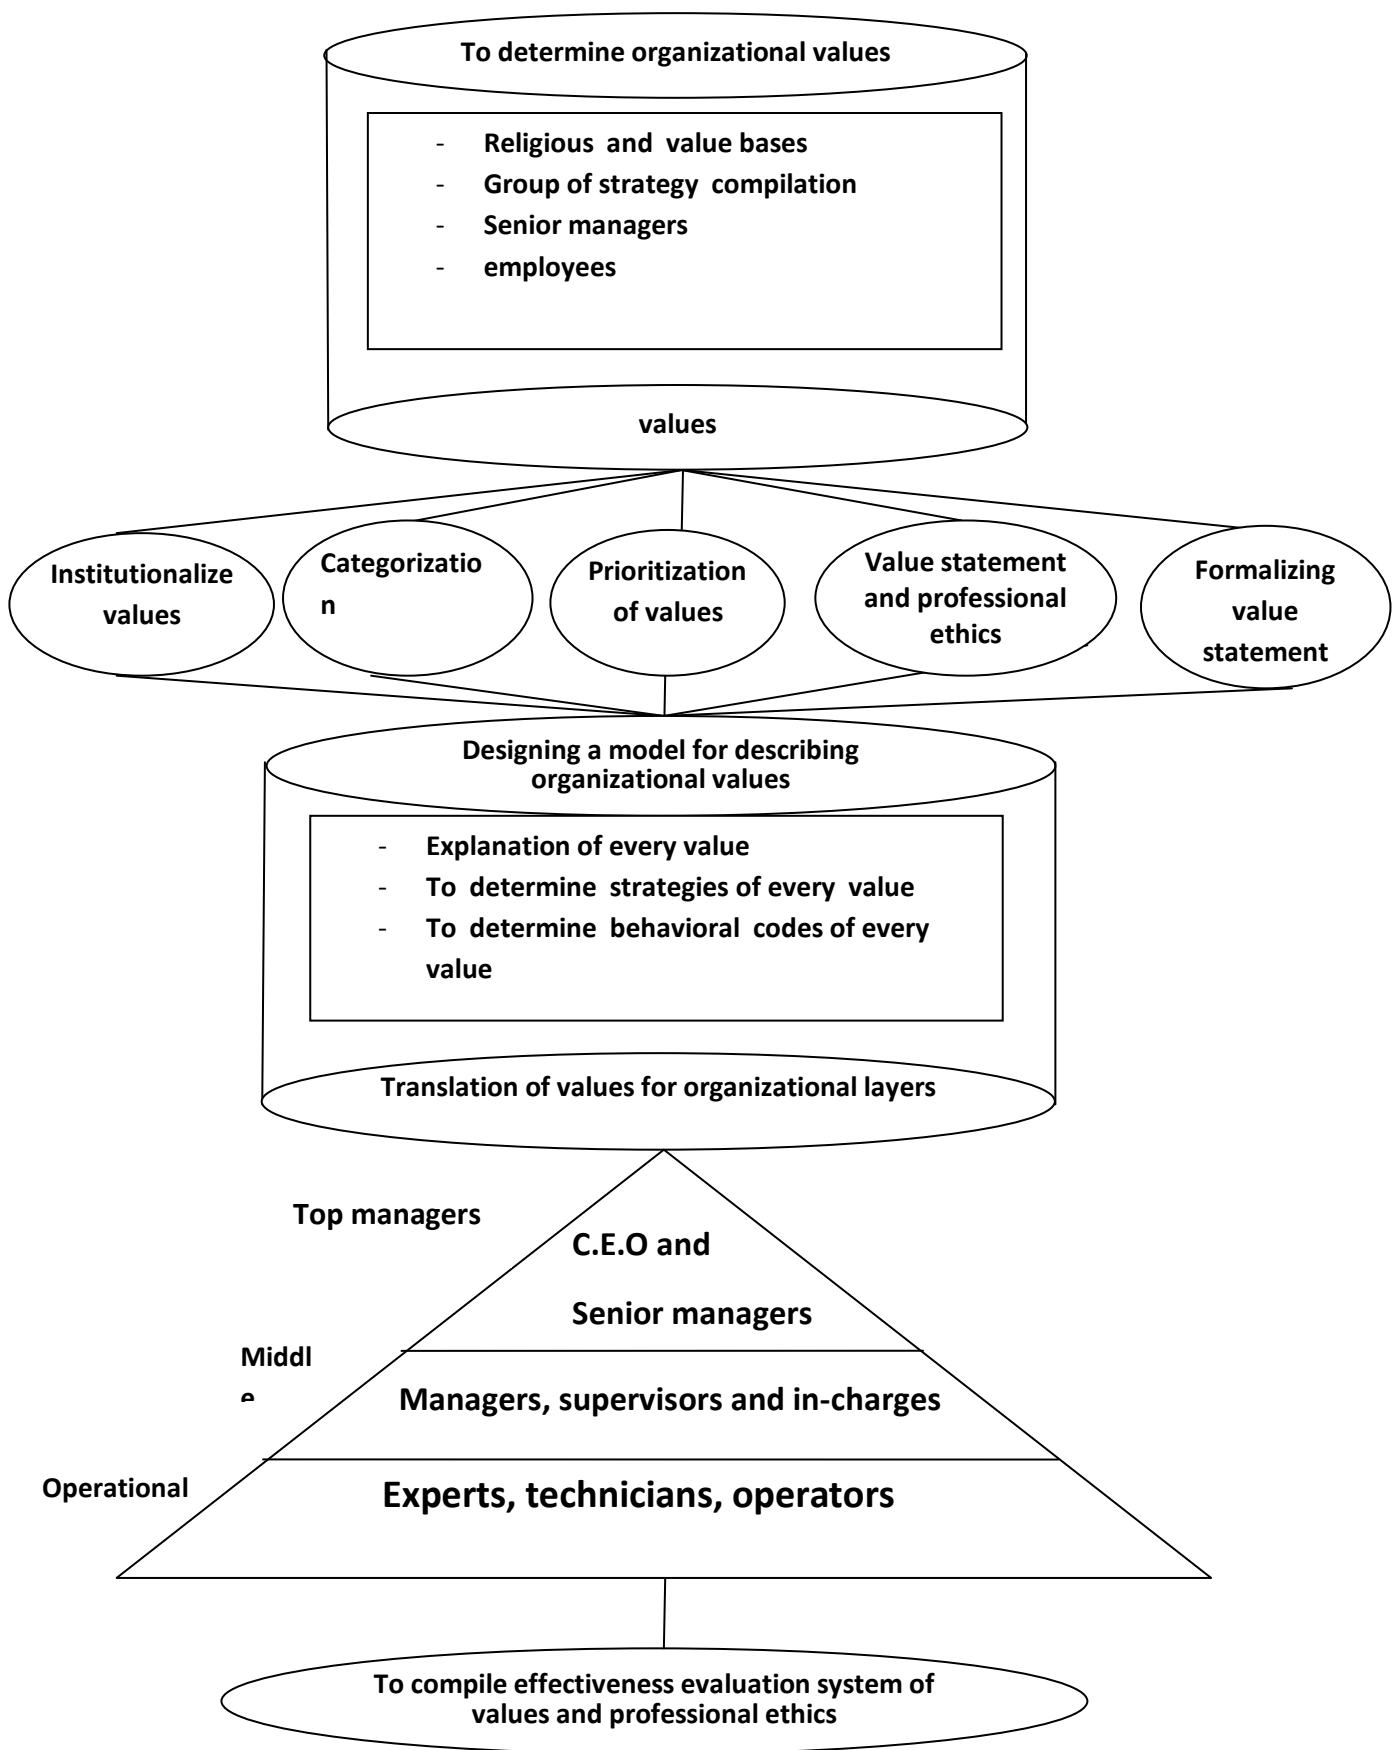 To determine organizational values
- Religious and value bases
- Group of strategy compilation
- Senior managers
- employees
values
Institutionalize
values
Categorizatio
n
Prioritization
of values
Value statement
and professional
ethics
Formalizing
value
statement
Designing a model for describing
organizational values
- Explanation of every value
- To determine strategies of every value
- To determine behavioral codes of every
value
Translation of values for organizational layers
Top managers
C.E.O and
Senior managers
Middl
e
Managers, supervisors and in-charges
Operational
Experts, technicians, operators
To compile effectiveness evaluation system of
values and professional ethics